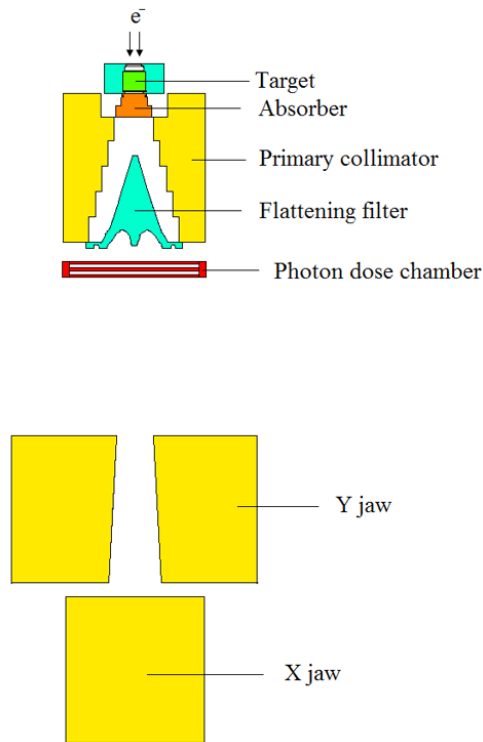 e⁻
Target
Absorber
Primary collimator
Flattening filter
Photon dose chamber
Y jaw
X jaw